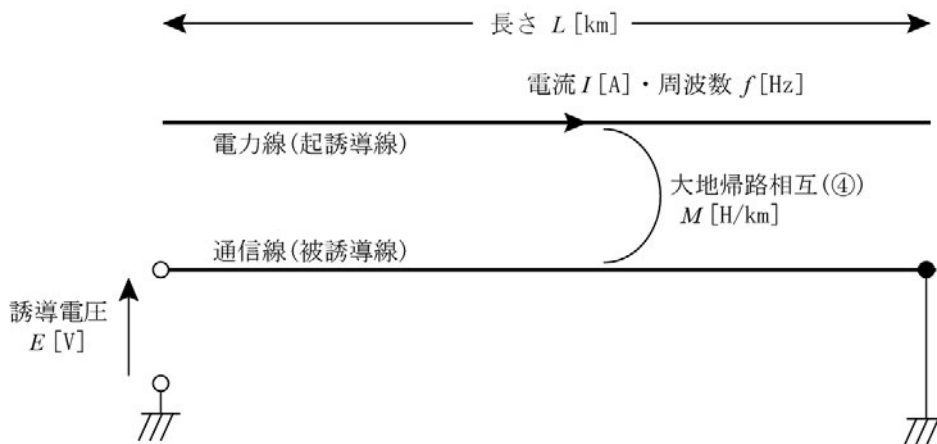 長さ L [km]
電流 I [A]・周波数 f [Hz]
電力線(起誘導線)
大地帰路相互(④)
M [H/km]
通信線(被誘導線)
誘導電圧
E [V]